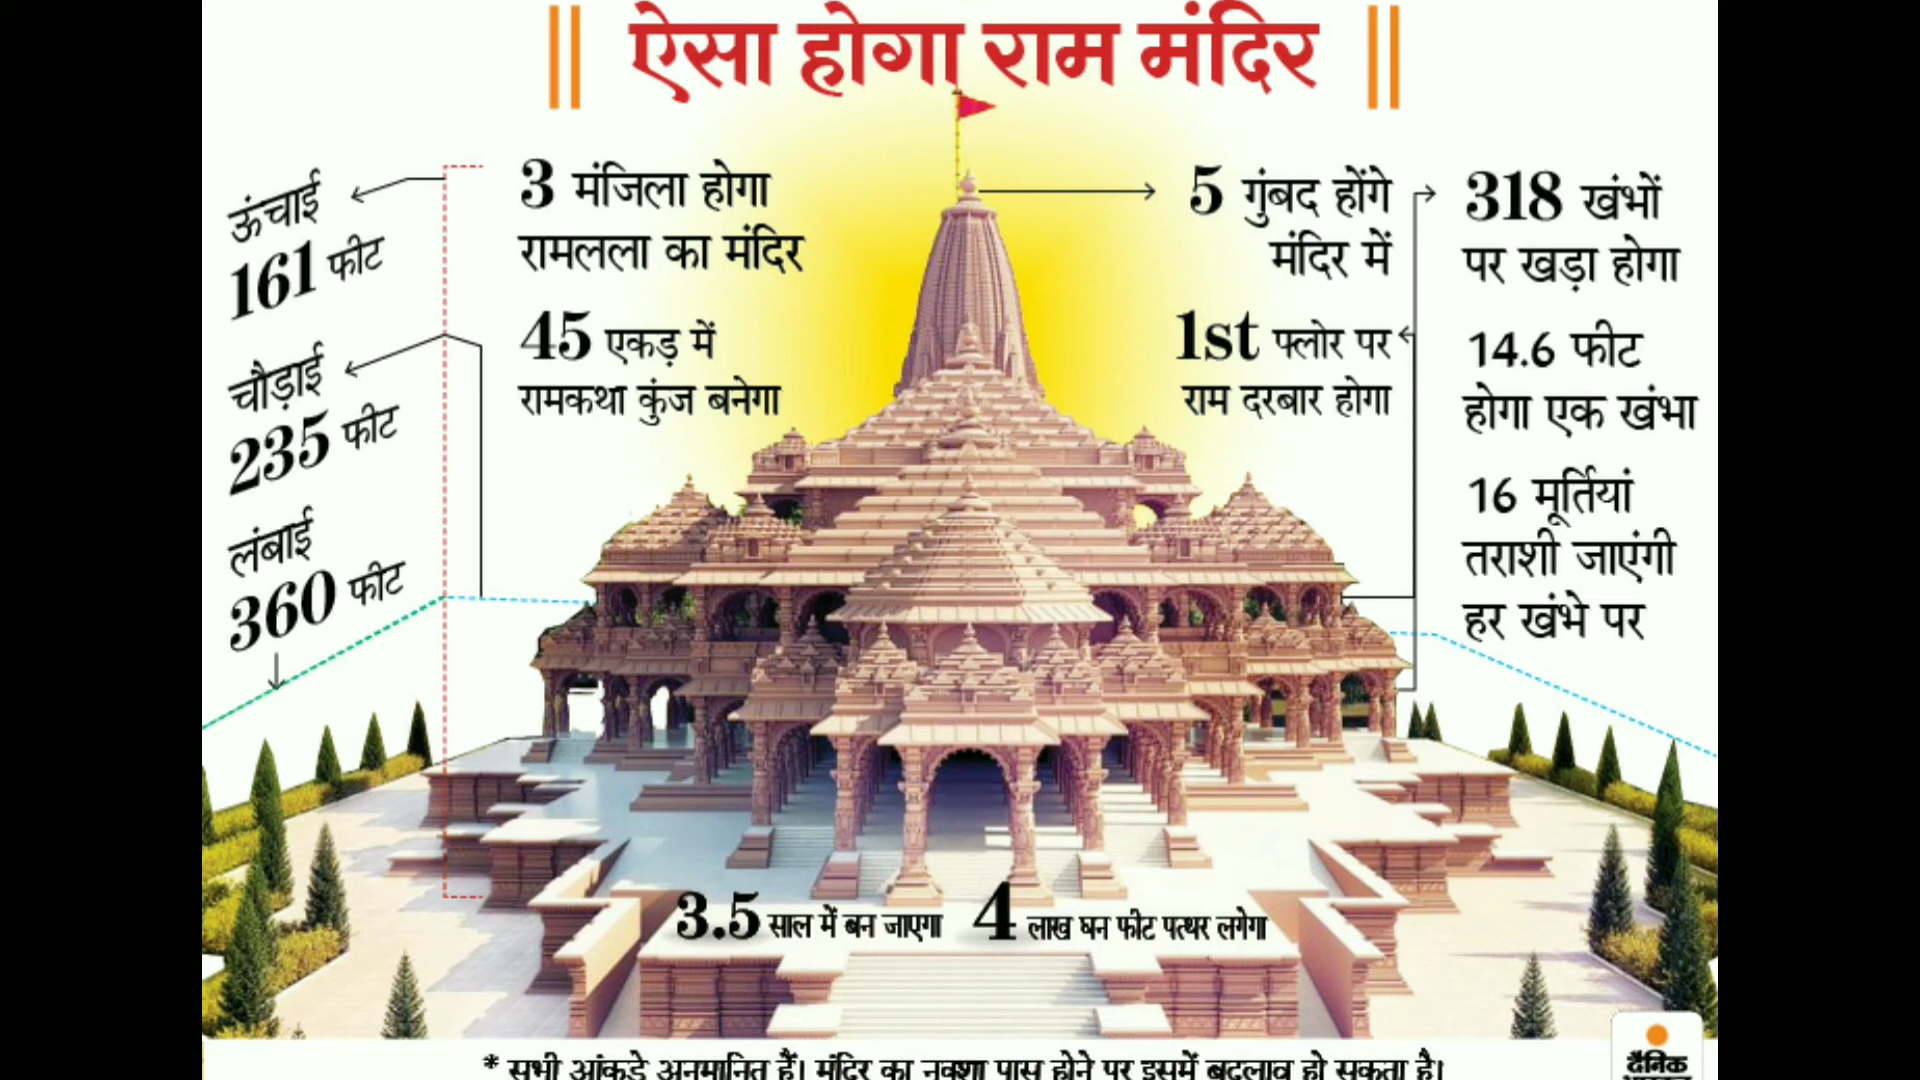 || ऐसा होगा राम मंदिर ||
ऊंचाई
161 फीट
चौड़ाई
235 फीट
लंबाई
360 फीट
3 मंजिला होगा
रामलला का मंदिर
45 एकड़ में
रामकथा कुंज बनेगा
5 गुंबद होंगे
मंदिर में
1st फ्लोर पर
राम दरबार होगा
318 खंभों
पर खड़ा होगा
14.6 फीट
होगा एक खंभा
16 मूर्तियां
तराशी जाएंगी
हर खंभे पर
3.5 साल में बन जाएगा
4 लाख घन फीट पत्थर लगेगा
* सभी आंकड़े अनुमानित हैं। मंदिर का नक्शा पास होने पर इसमें बदलाव हो सकता है।
दैनिक